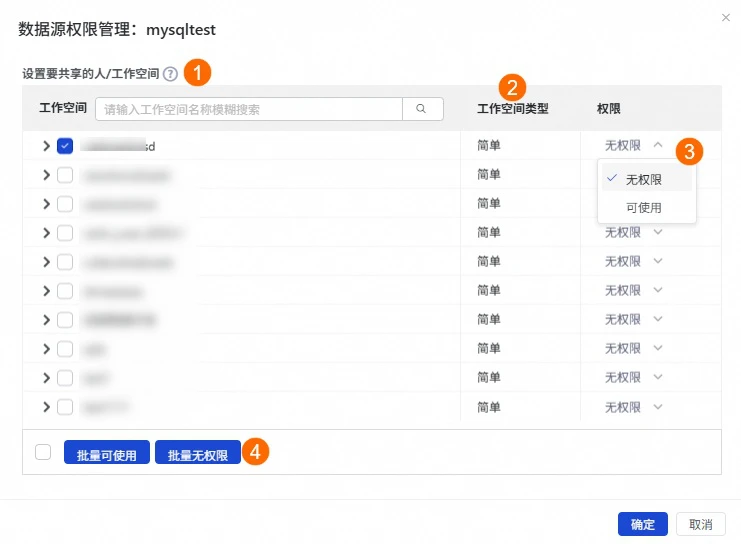 数据源权限管理：mysqltest
设置要共享的人/工作空间 ? 1
工作空间 请输入工作空间名称模糊搜索 工作空间类型 2 权限
sd 简单 无权限 3
简单 无权限
简单 可使用
简单 无权限
简单 无权限
简单 无权限
简单 无权限
简单 无权限
简单 无权限
简单 无权限
批量可使用 批量无权限 4
确定 取消